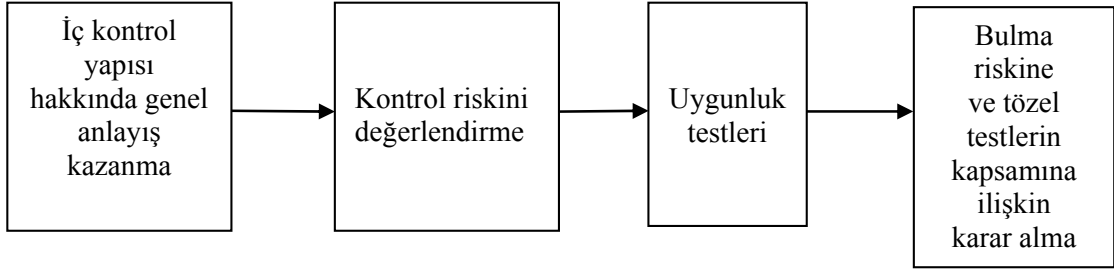 İç kontrol
yapısı
hakkında genel
anlayış
kazanma
Kontrol riskini
değerlendirme
Uygunluk
testleri
Bulma
riskine
ve tözel
testlerin
kapsamına
ilişkin
karar alma